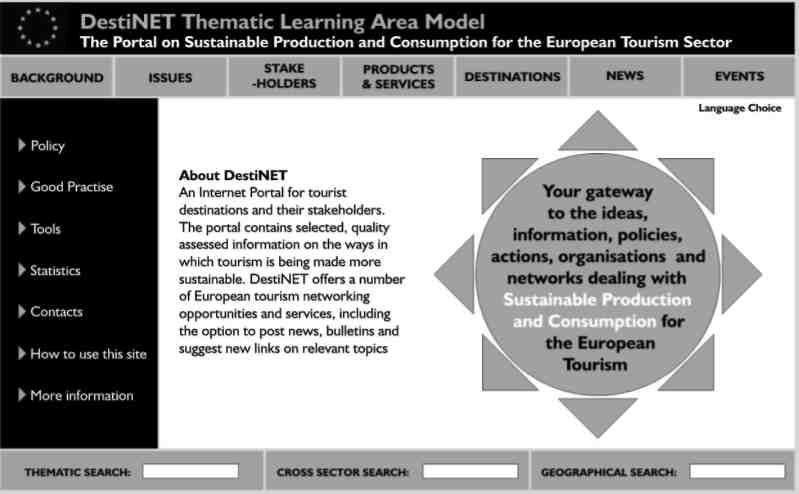 DestiNET Thematic Learning Area Model
The Portal on Sustainable Production and Consumption for the European Tourism Sector
BACKGROUND
ISSUES
STAKE
-HOLDERS
PRODUCTS
& SERVICES
DESTINATIONS
NEWS
EVENTS
Language Choice
Policy
Good Practise
Tools
Statistics
Contacts
How to use this site
More information
About DestiNET
An Internet Portal for tourist
destinations and their stakeholders.
The portal contains selected, quality
assessed information on the ways in
which tourism is being made more
sustainable. DestiNET offers a number
of European tourism networking
opportunities and services, including
the option to post news, bulletins and
suggest new links on relevant topics
Your gateway
to the ideas,
information, policies,
actions, organisations and
networks dealing with
Sustainable Production
and Consumption for
the European
Tourism
THEMATIC SEARCH:
CROSS SECTOR SEARCH:
GEOGRAPHICAL SEARCH: